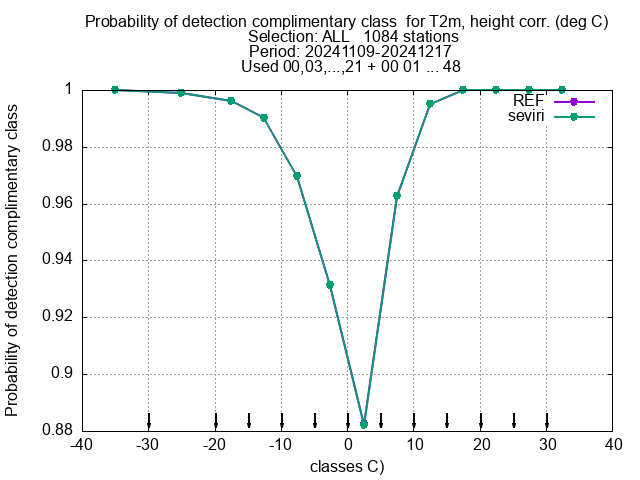 Probability of detection complimentary class  for T2m, height corr. (deg C)
Selection: ALL   1084 stations
Period: 20241109-20241217
Used 00,03,...,21 + 00 01 ... 48
REF
seviri
Probability of detection complimentary class
1
0.98
0.96
0.94
0.92
0.9
0.88
-40 -30 -20 -10 0 10 20 30 40
classes C)